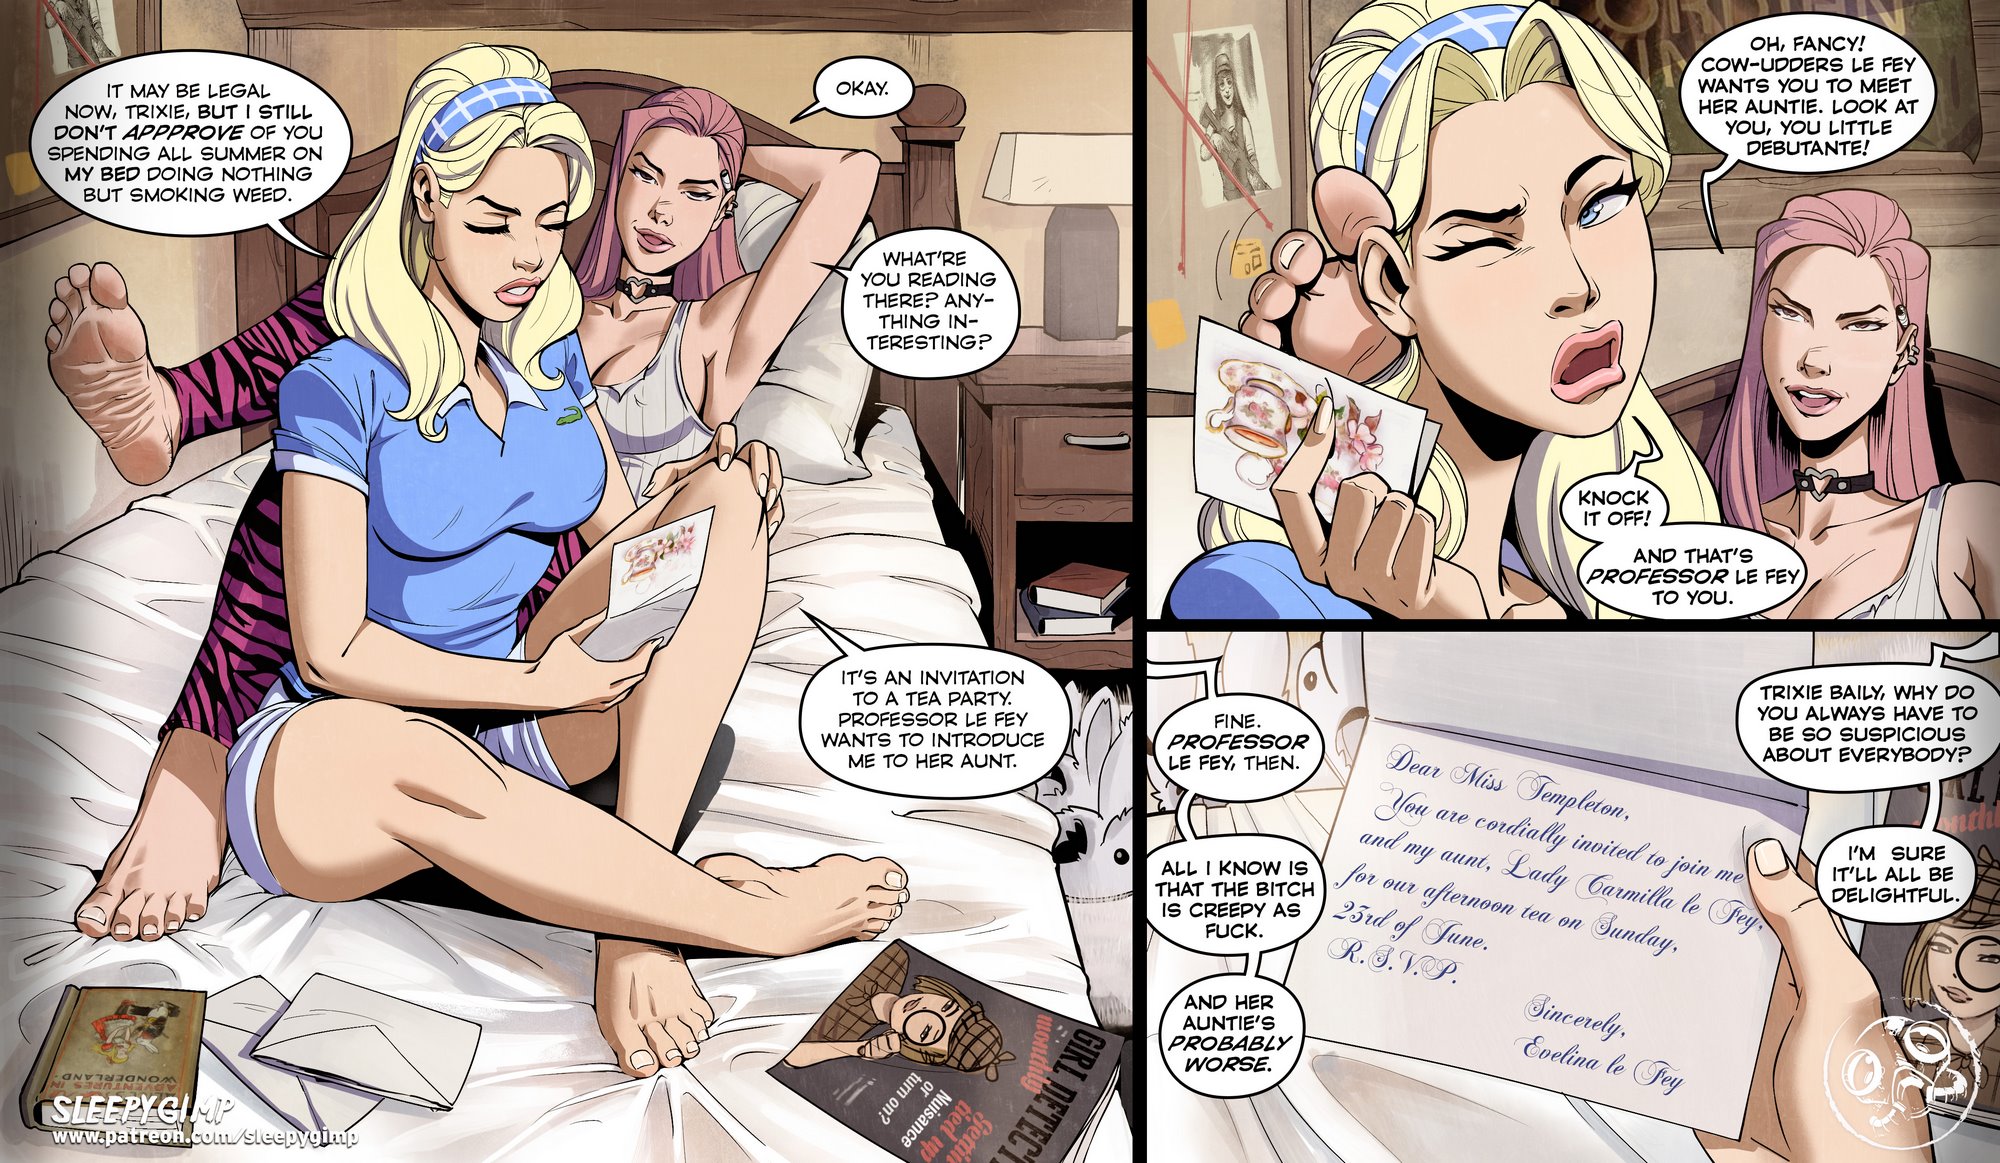 IT MAY BE LEGAL
NOW, TRIXIE, BUT I STILL
DON'T APPPROVE OF YOU
SPENDING ALL SUMMER ON
MY BED DOING NOTHING
BUT SMOKING WEED.
OKAY.
WHAT'RE
YOU READING
THERE? ANY-
THING IN-
TERESTING?
IT'S AN INVITATION
TO A TEA PARTY.
PROFESSOR LE FEY
WANTS TO INTRODUCE
ME TO HER AUNT.
ADVENTURES IN
WONDERLAND
GIRL DETECT
monthly
Gettin
tied up
Nuisance
or
turn on?
SLEEPYGIMP
www.patreon.com/sleepygimp
OH, FANCY!
COW-UDDERS LE FEY
WANTS YOU TO MEET
HER AUNTIE. LOOK AT
YOU, YOU LITTLE
DEBUTANTE!
KNOCK
IT OFF!
AND THAT'S
PROFESSOR LE FEY
TO YOU.
FINE.
PROFESSOR
LE FEY, THEN.
ALL I KNOW IS
THAT THE BITCH
IS CREEPY AS
FUCK.
AND HER
AUNTIE'S
PROBABLY
WORSE.
Dear Miss Templeton,
You are cordially invited to join me
and my aunt, Lady Carmilla le Fey,
for our afternoon tea on Sunday,
23rd of June.
R.S.V.P.
Sincerely,
Evelina le Fey
TRIXIE BAILY, WHY DO
YOU ALWAYS HAVE TO
BE SO SUSPICIOUS
ABOUT EVERYBODY?
I'M SURE
IT'LL ALL BE
DELIGHTFUL.